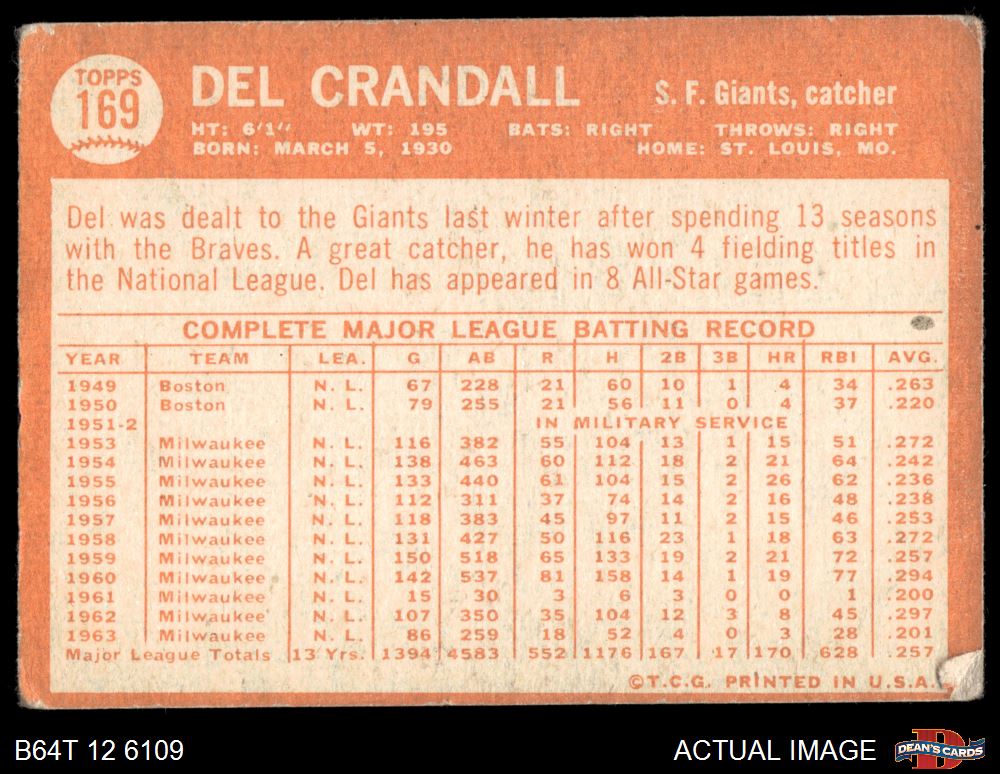 TOPPS
169
DEL CRANDALL
S. F. Giants, catcher
HT: 6'1" WT: 195 BATS: RIGHT THROWS: RIGHT
BORN: MARCH 5, 1930 HOME: ST. LOUIS, MO.
Del was dealt to the Giants last winter after spending 13 seasons
with the Braves. A great catcher, he has won 4 fielding titles in
the National League. Del has appeared in 8 All-Star games.
COMPLETE MAJOR LEAGUE BATTING RECORD
YEAR TEAM LEA. G AB R H 2B 3B HR RBI AVG.
1949 Boston N. L. 67 228 21 60 10 1 4 34 .263
1950 Boston N. L. 79 255 21 56 11 0 4 37 .220
1951-2 IN MILITARY SERVICE
1953 Milwaukee N. L. 116 382 55 104 13 1 15 51 .272
1954 Milwaukee N. L. 138 463 60 112 18 2 21 64 .242
1955 Milwaukee N. L. 133 440 61 104 15 2 26 62 .236
1956 Milwaukee N. L. 112 311 37 74 14 2 16 48 .238
1957 Milwaukee N. L. 118 383 45 97 11 2 15 46 .253
1958 Milwaukee N. L. 131 427 50 116 23 1 18 63 .272
1959 Milwaukee N. L. 150 518 65 133 19 2 21 72 .257
1960 Milwaukee N. L. 142 537 81 158 14 1 19 77 .294
1961 Milwaukee N. L. 15 30 3 6 3 0 0 1 .200
1962 Milwaukee N. L. 107 350 35 104 12 3 8 45 .297
1963 Milwaukee N. L. 86 259 18 52 4 0 3 28 .201
Major League Totals 13 Yrs. 1394 4583 552 1176 167 17 170 628 .257
©T.C.G. PRINTED IN U.S.A.
B64T 12 6109
ACTUAL IMAGE
D
DEAN'S CARDS